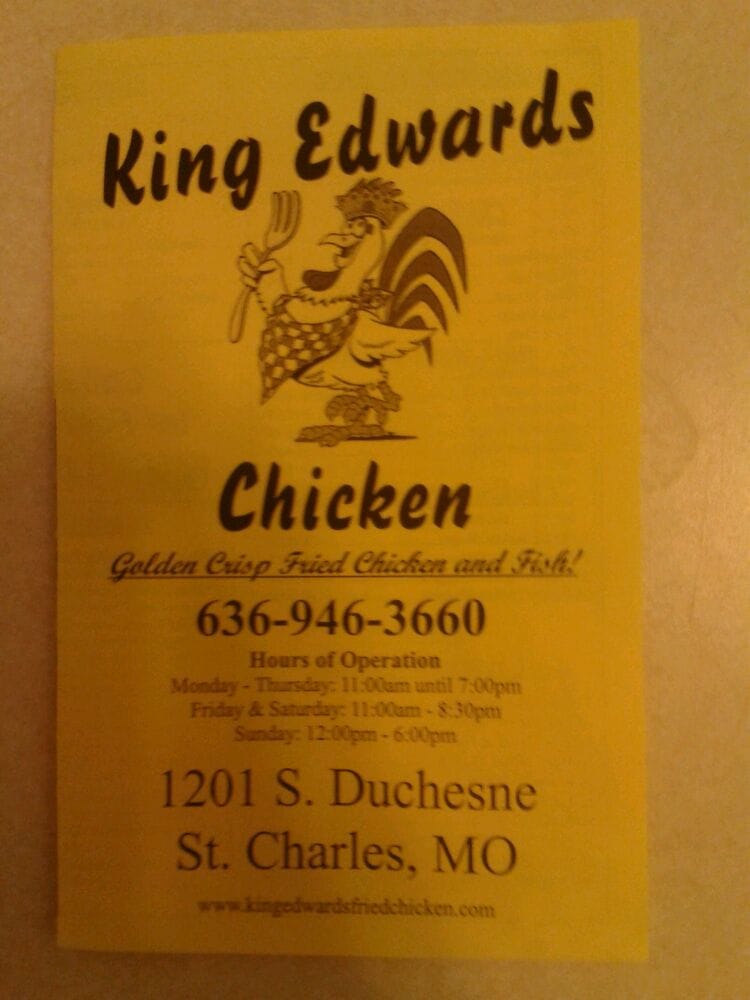 King Edwards
Chicken
Golden Crisp Fried Chicken and Fish!
636-946-3660
Hours of Operation
Monday - Thursday: 11:00am until 7:00pm
Friday & Saturday: 11:00am - 8:30pm
Sunday: 12:00pm - 6:00pm
1201 S. Duchesne
St. Charles, MO
www.kingedwardsfriedchicken.com